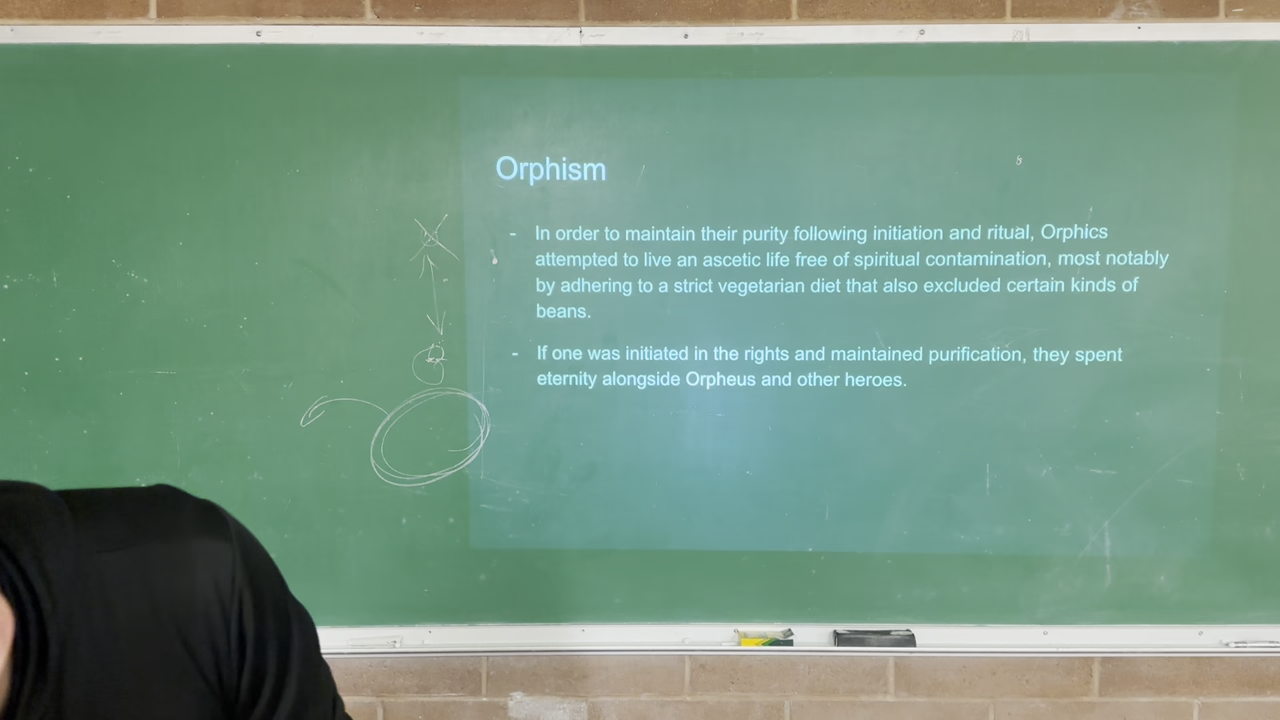 Orphism
- In order to maintain their purity following initiation and ritual, Orphics
attempted to live an ascetic life free of spiritual contamination, most notably
by adhering to a strict vegetarian diet that also excluded certain kinds of
beans.
- If one was initiated in the rights and maintained purification, they spent
eternity alongside Orpheus and other heroes.